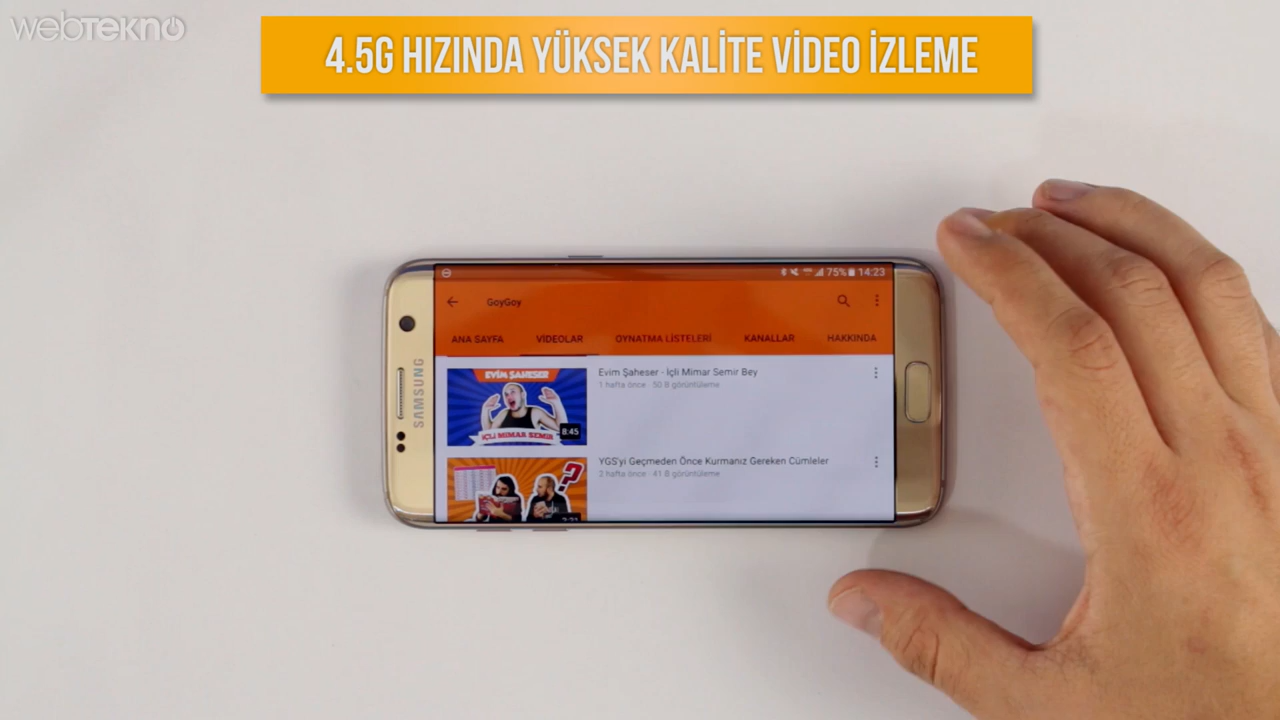 webTEKNO
4.5G HIZINDA YÜKSEK KALİTE VİDEO İZLEME
75% 14:23
GoyGoy
ANA SAYFA VİDEOLAR OYNATMA LİSTELERİ KANALLAR HAKKINDA
SAMSUNG
EVİM ŞAHESER
İÇLİ MİMAR SEMİR
8:45
Evim Şaheser - İçli Mimar Semir Bey
1 hafta önce · 50 B görüntüleme
YGS'yi Geçmeden Önce Kurmanız Gereken Cümleler
2 hafta önce · 41 B görüntüleme